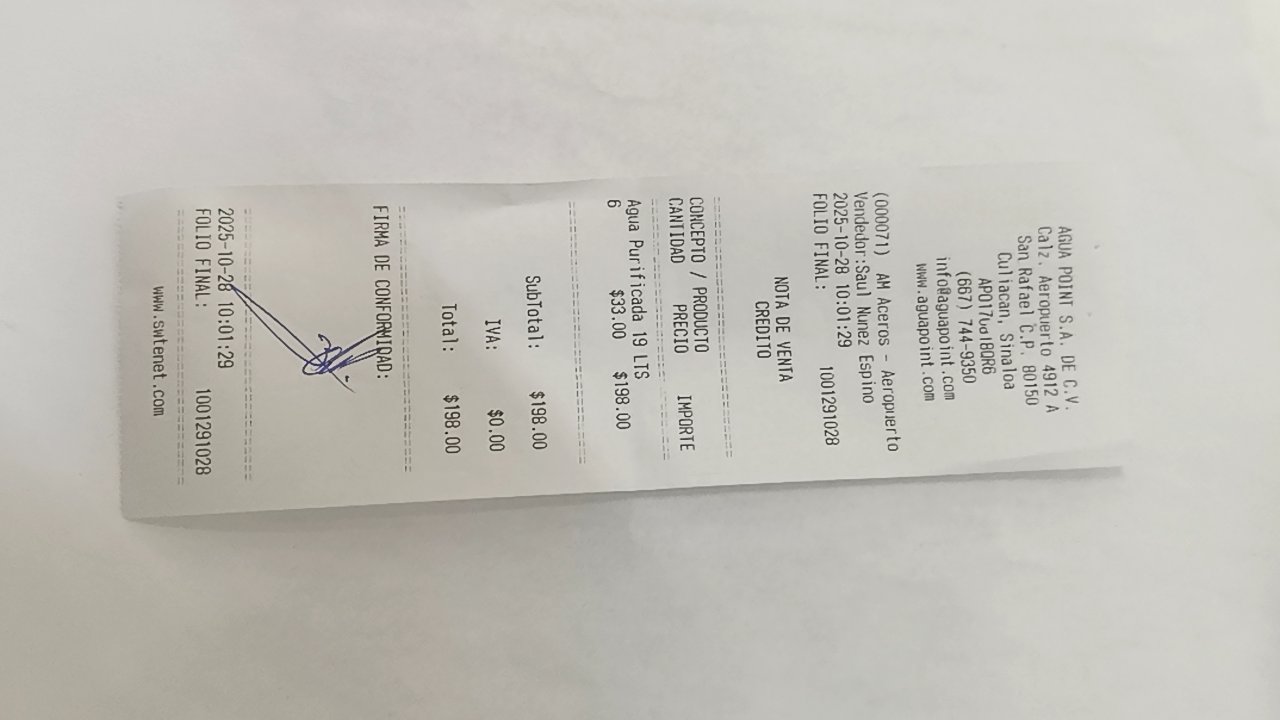 AGUA POINT S.A. DE C.V.
Calz. Aeropuerto 4912 A
San Rafael C.P. 80150
Culiacan, Sinaloa
(667) 744-9350
info@aguapoint.com
www.aguapoint.com
(000071) AM Aceros - Aeropuerto
Vendedor:Saul Nunez Espino
2025-10-28 10:01:29
FOLIO FINAL: 1001291028
NOTA DE VENTA
CREDITO
CONCEPTO / PRODUCTO
CANTIDAD PRECIO IMPORTE
Agua Purificada 19 LTS
6 $33.00 $198.00
SubTotal: $198.00
IVA: $0.00
Total: $198.00
FIRMA DE CONFORMIDAD:
2025-10-28 10:01:29
FOLIO FINAL: 1001291028
www.swtenet.com